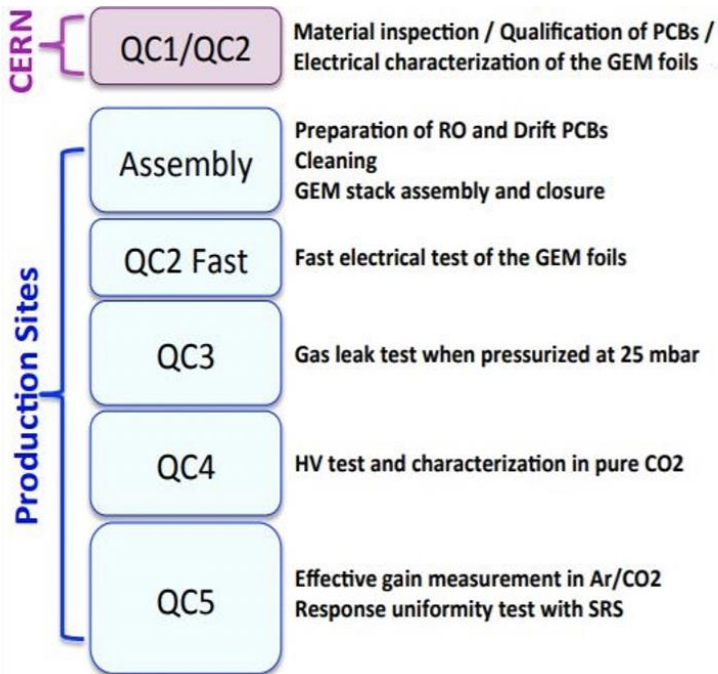 CERN
QC1/QC2
Material inspection / Qualification of PCBs /
Electrical characterization of the GEM foils
Production Sites
Assembly
Preparation of RO and Drift PCBs
Cleaning
GEM stack assembly and closure
QC2 Fast
Fast electrical test of the GEM foils
QC3
Gas leak test when pressurized at 25 mbar
QC4
HV test and characterization in pure CO2
QC5
Effective gain measurement in Ar/CO2
Response uniformity test with SRS